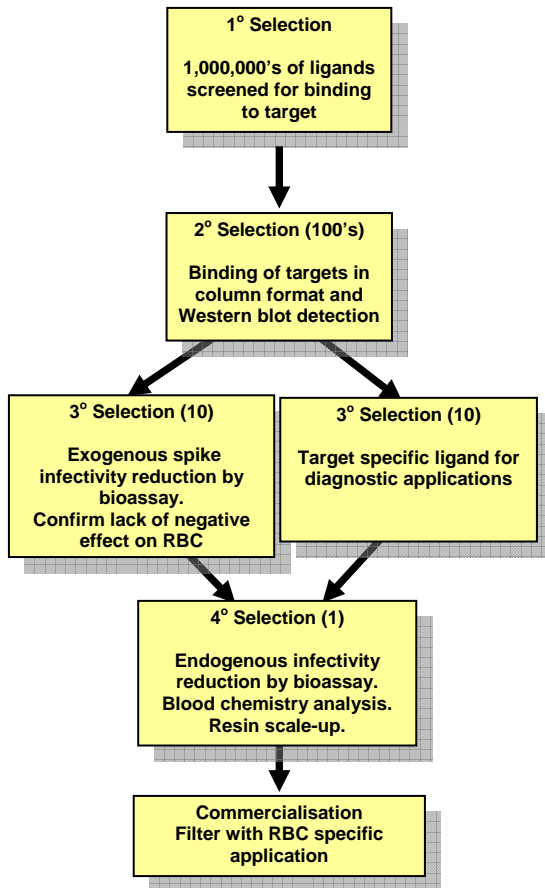 1° Selection
1,000,000's of ligands
screened for binding
to target
2° Selection (100's)
Binding of targets in
column format and
Western blot detection
3° Selection (10)
Exogenous spike
infectivity reduction by
bioassay.
Confirm lack of negative
effect on RBC
3° Selection (10)
Target specific ligand for
diagnostic applications
4° Selection (1)
Endogenous infectivity
reduction by bioassay.
Blood chemistry analysis.
Resin scale-up.
Commercialisation
Filter with RBC specific
application